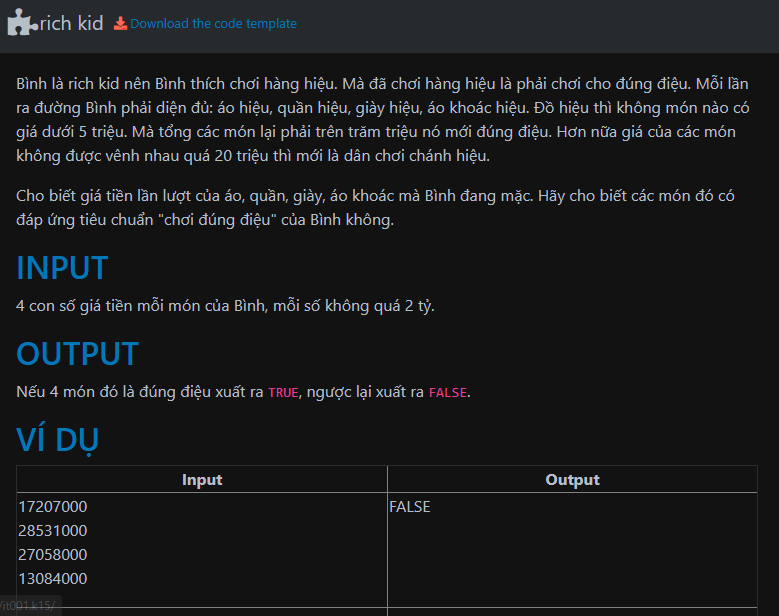 rich kid Download the code template
Bình là rich kid nên Bình thích chơi hàng hiệu. Mà đã chơi hàng hiệu là phải chơi cho đúng điệu. Mỗi lần
ra đường Bình phải diện đủ: áo hiệu, quần hiệu, giày hiệu, áo khoác hiệu. Đồ hiệu thì không món nào có
giá dưới 5 triệu. Mà tổng các món lại phải trên trăm triệu nó mới đúng điệu. Hơn nữa giá của các món
không được vênh nhau quá 20 triệu thì mới là dân chơi chánh hiệu.
Cho biết giá tiền lần lượt của áo, quần, giày, áo khoác mà Bình đang mặc. Hãy cho biết các món đó có
đáp ứng tiêu chuẩn "chơi đúng điệu" của Bình không.
INPUT
4 con số giá tiền mỗi món của Bình, mỗi số không quá 2 tỷ.
OUTPUT
Nếu 4 món đó là đúng điệu xuất ra TRUE, ngược lại xuất ra FALSE.
VÍ DỤ
Input Output
17207000 FALSE
28531000
27058000
13084000
/it001.k15/